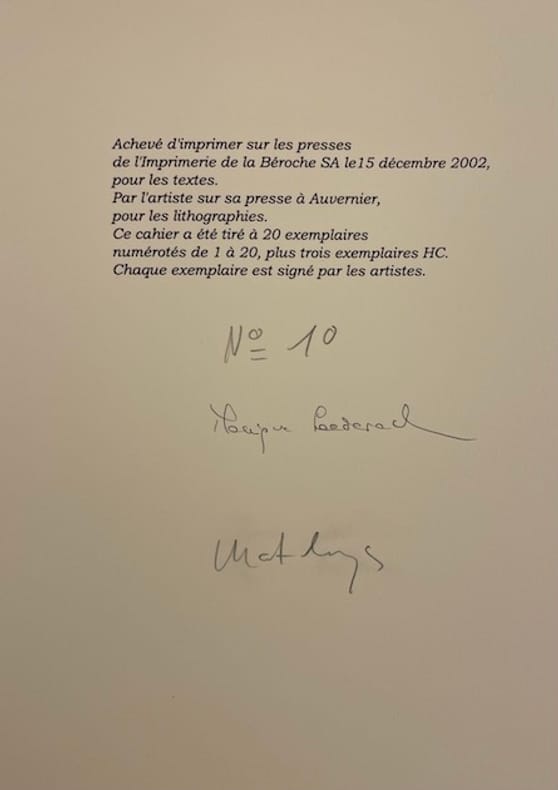 Achevé d'imprimer sur les presses
de l'Imprimerie de la Béroche SA le15 décembre 2002,
pour les textes.
Par l'artiste sur sa presse à Auvernier,
pour les lithographies.
Ce cahier a été tiré à 20 exemplaires
numérotés de 1 à 20, plus trois exemplaires HC.
Chaque exemplaire est signé par les artistes.
No 10